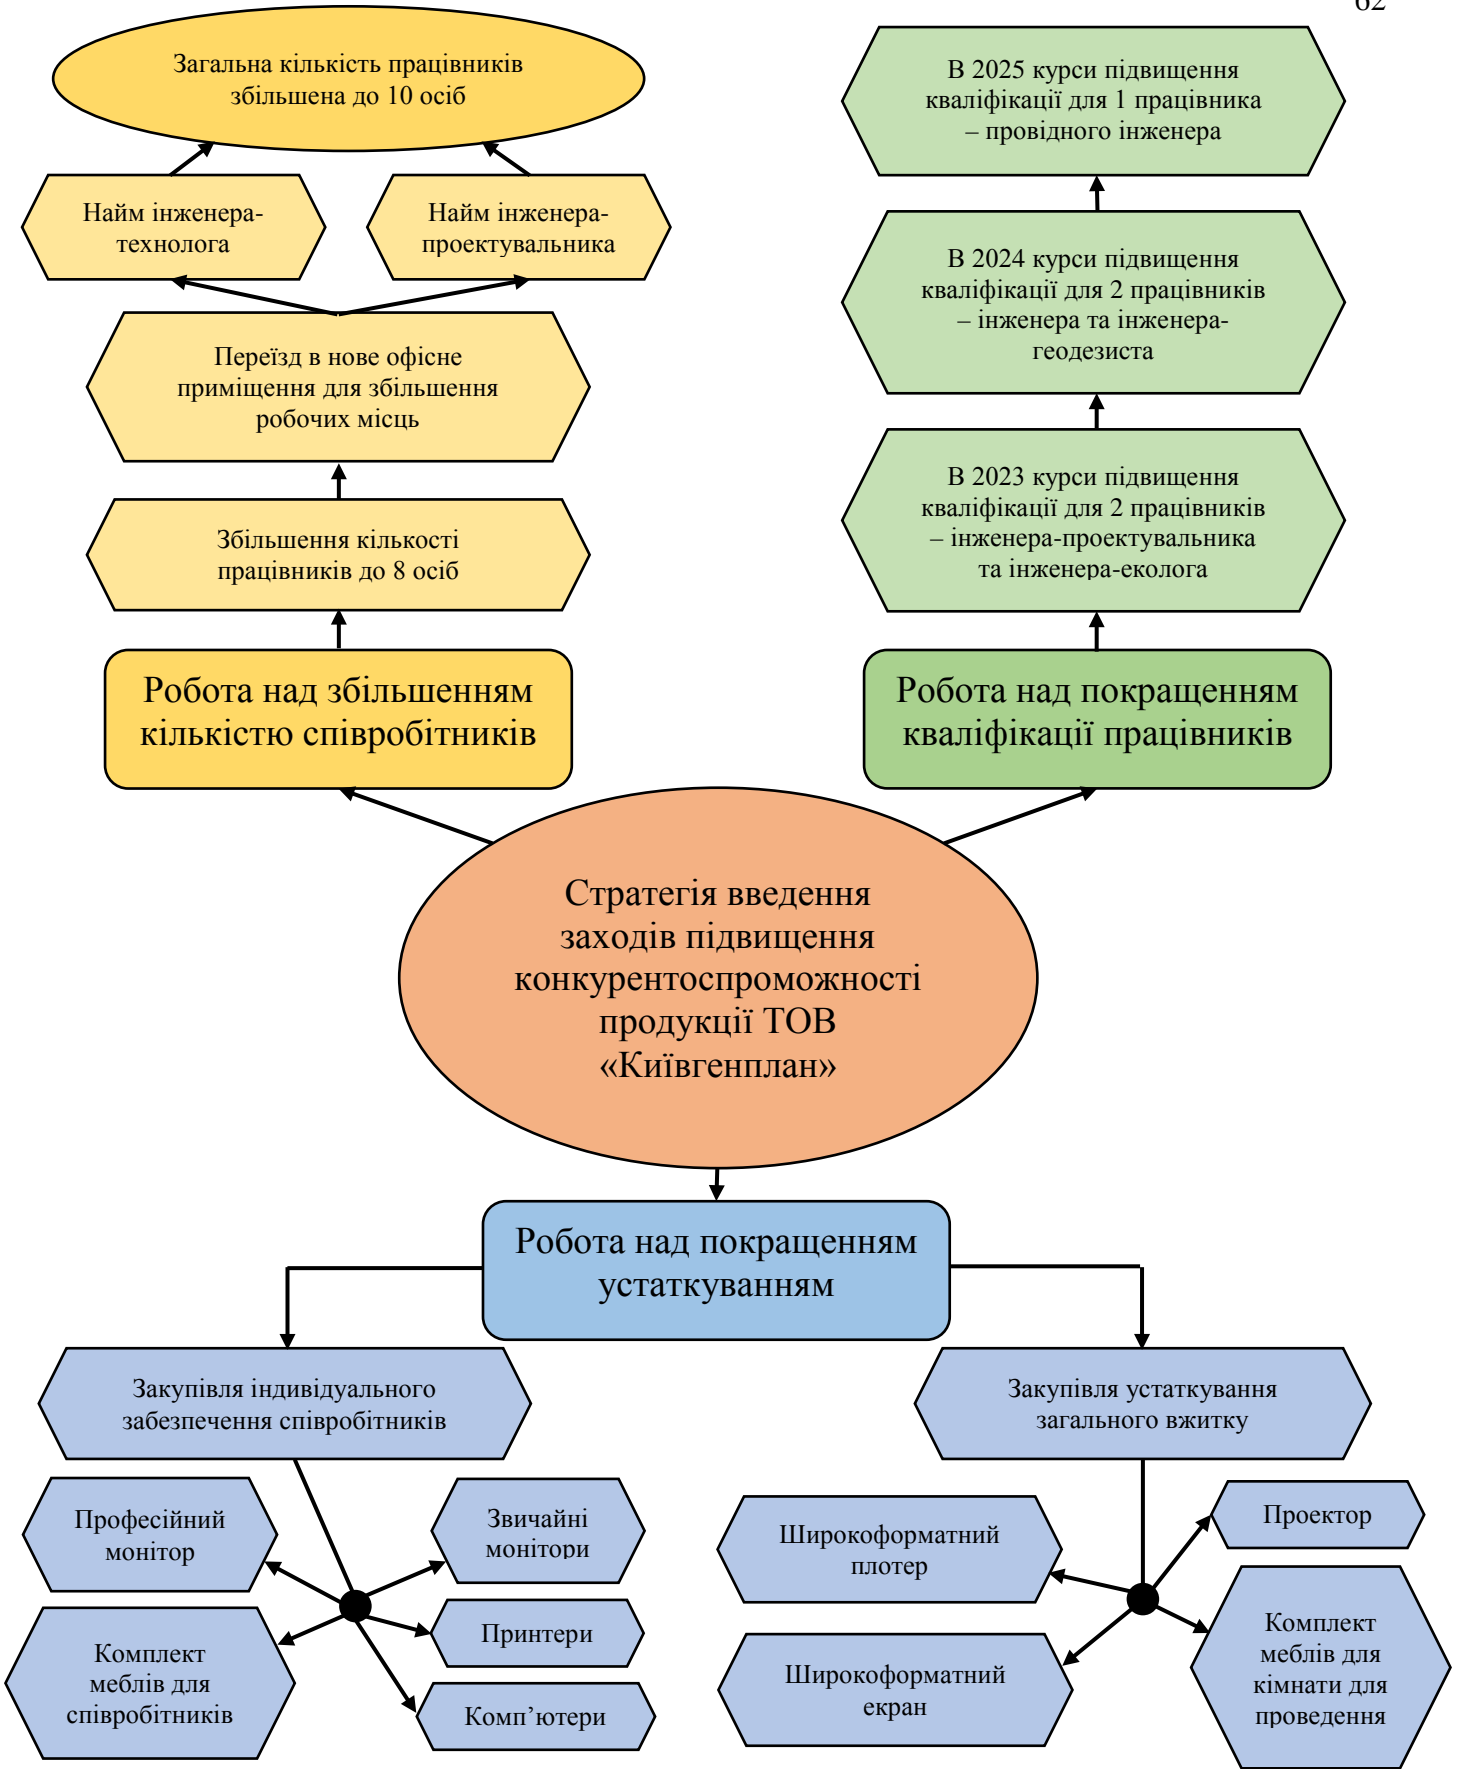 62
Загальна кількість працівників
збільшена до 10 осіб
Найм інженера-
технолога
Найм інженера-
проектувальника
Переїзд в нове офісне
приміщення для збільшення
робочих місць
Збільшення кількості
працівників до 8 осіб
Робота над збільшенням
кількістю співробітників
В 2025 курси підвищення
кваліфікації для 1 працівника
– провідного інженера
В 2024 курси підвищення
кваліфікації для 2 працівників
– інженера та інженера-
геодезиста
В 2023 курси підвищення
кваліфікації для 2 працівників
– інженера-проектувальника
та інженера-еколога
Робота над покращенням
кваліфікації працівників
Стратегія введення
заходів підвищення
конкурентоспроможності
продукції ТОВ
«Київгенплан»
Робота над покращенням
устаткуванням
Закупівля індивідуального
забезпечення співробітників
Професійний
монітор
Звичайні
монітори
Комплект
меблів для
співробітників
Принтери
Комп’ютери
Закупівля устаткування
загального вжитку
Широкоформатний
плотер
Проектор
Широкоформатний
екран
Комплект
меблів для
кімнати для
проведення